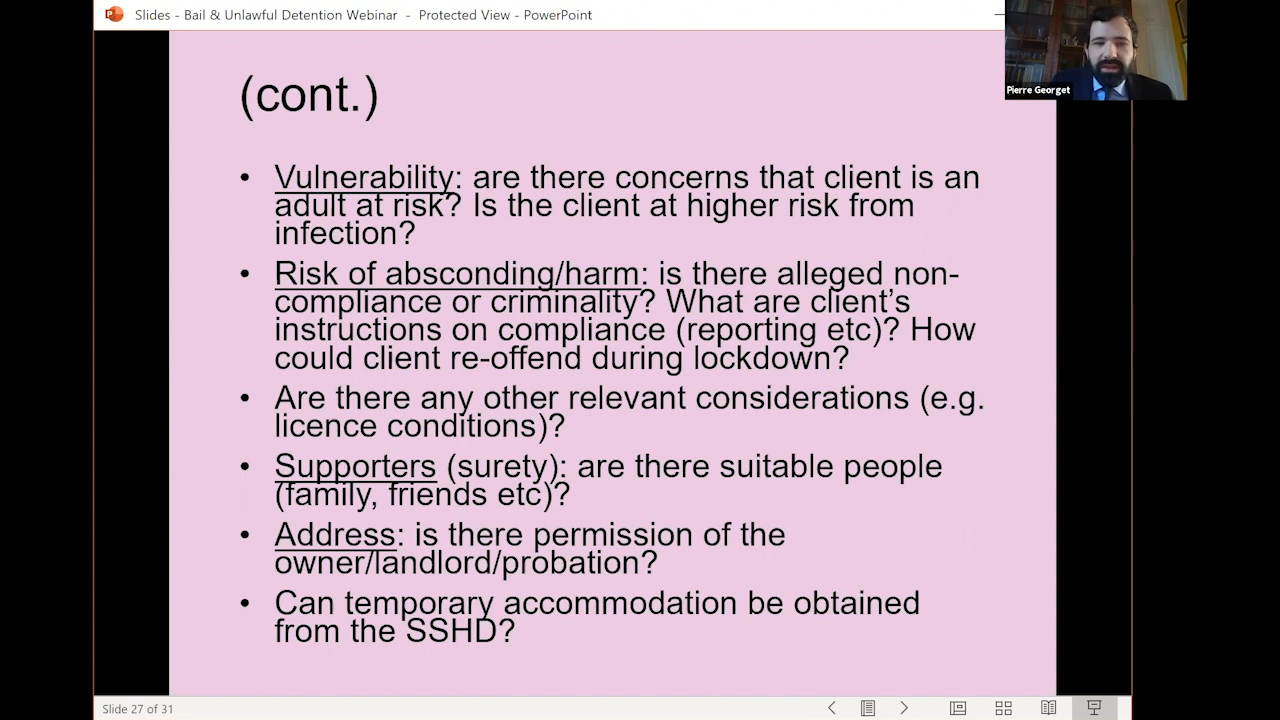 Slides - Bail & Unlawful Detention Webinar - Protected View - PowerPoint
Pierre Georget
(cont.)
• Vulnerability: are there concerns that client is an
adult at risk? Is the client at higher risk from
infection?
• Risk of absconding/harm: is there alleged non-
compliance or criminality? What are client’s
instructions on compliance (reporting etc)? How
could client re-offend during lockdown?
• Are there any other relevant considerations (e.g.
licence conditions)?
• Supporters (surety): are there suitable people
(family, friends etc)?
• Address: is there permission of the
owner/landlord/probation?
• Can temporary accommodation be obtained
from the SSHD?
Slide 27 of 31